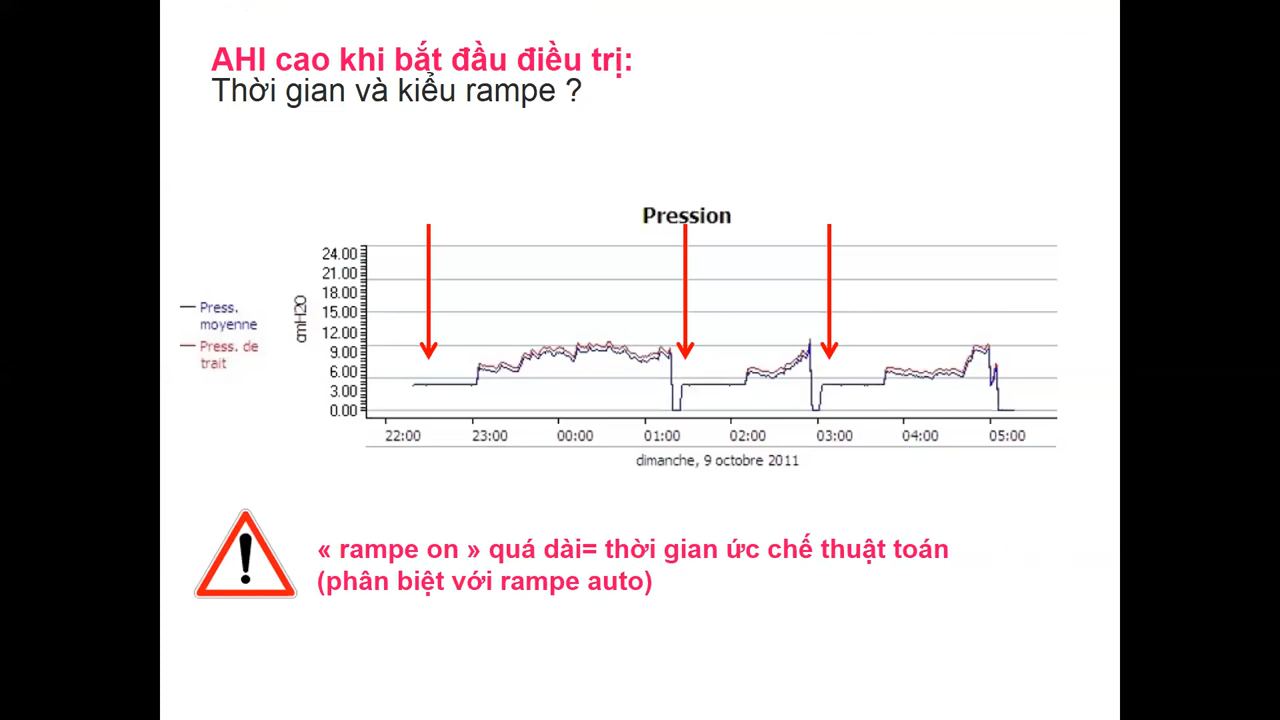 AHI cao khi bắt đầu điều trị:
Thời gian và kiểu rampe ?
Pression
24.00
21.00
18.00
15.00
12.00
9.00
6.00
3.00
0.00
cmH2O
Press.
moyenne
Press. de
trait
22:00 23:00 00:00 01:00 02:00 03:00 04:00 05:00
dimanche, 9 octobre 2011
« rampe on » quá dài= thời gian ức chế thuật toán
(phân biệt với rampe auto)